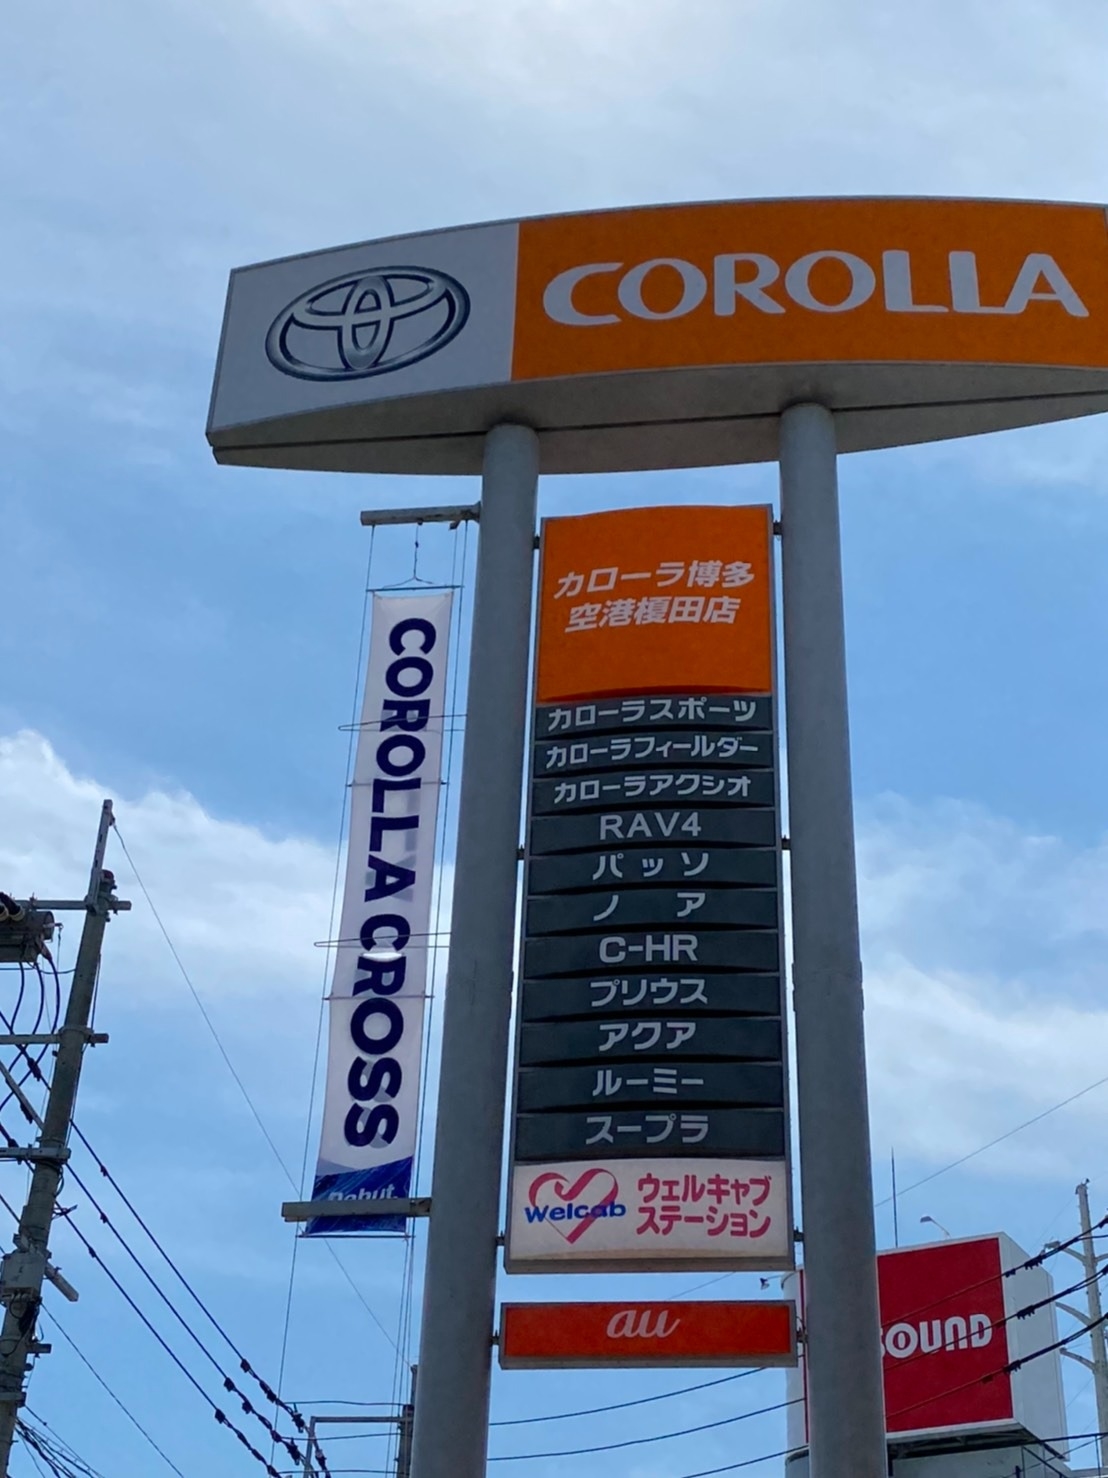 COROLLA
カローラ博多
空港榎田店
カローラスポーツ
カローラフィールダー
カローラアクシオ
RAV4
パッソ
ノア
C-HR
プリウス
アクア
ルーミー
スープラ
Welcab
ウェルキャブ
ステーション
au
COROLLA CROSS
Debut
SOUND